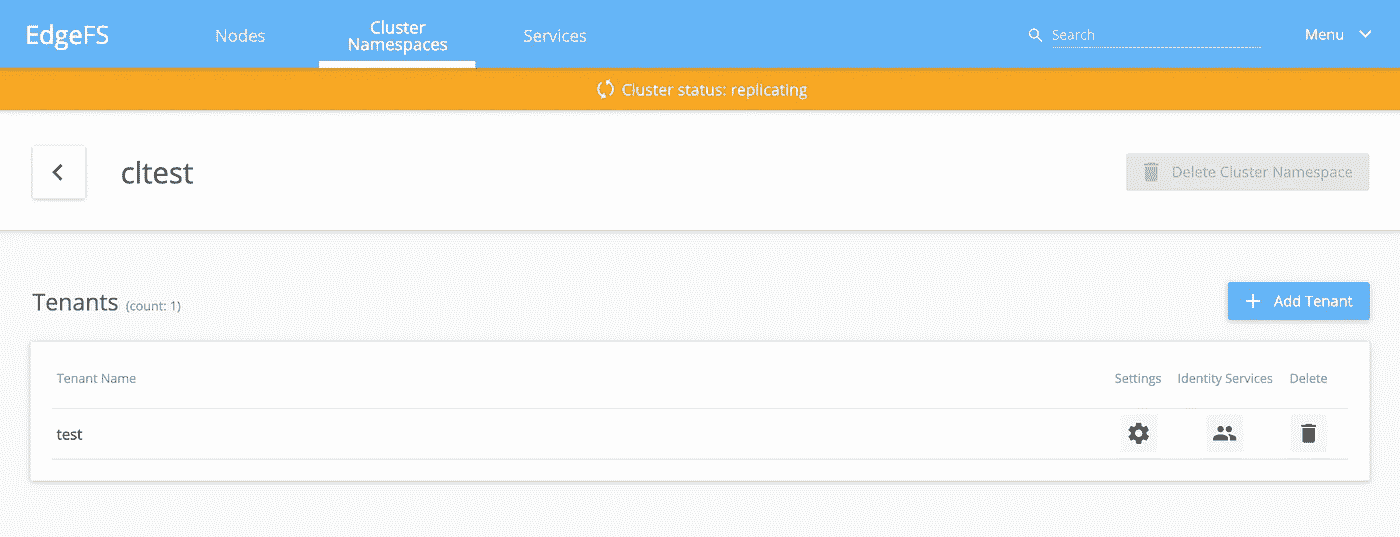 EdgeFS
Nodes
Cluster
Namespaces
Services
Search
Menu
Cluster status: replicating
cltest
Delete Cluster Namespace
Tenants (count: 1)
Add Tenant
Tenant Name
Settings
Identity Services
Delete
test